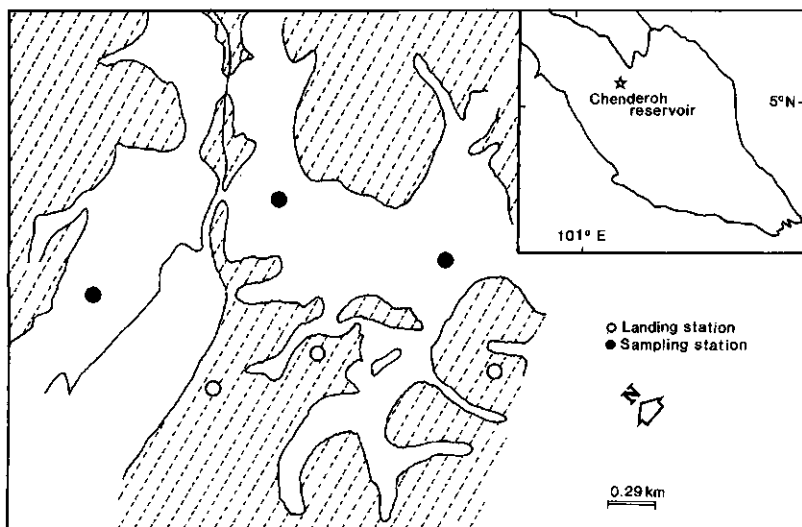 Chenderoh
reservoir
5°N
101° E
Landing station
Sampling station
N
0.29 km